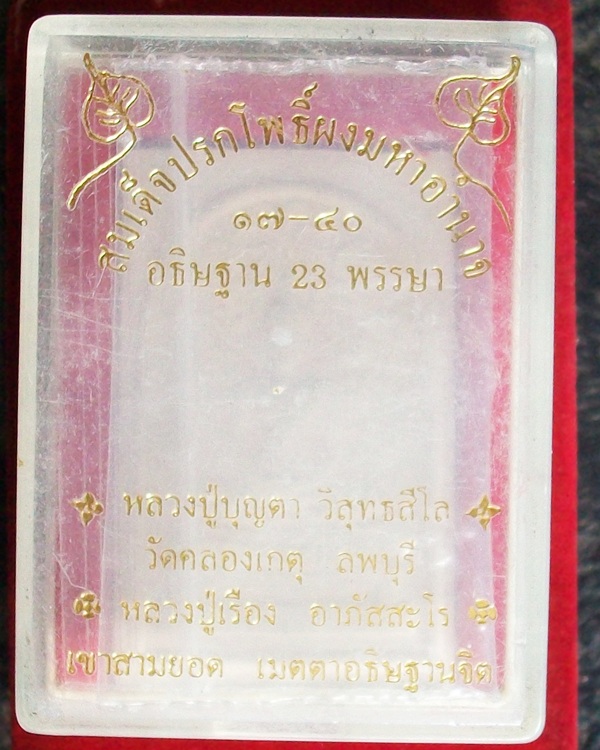 สมเด็จปรกโพธิ์ผงมหาอำนาจ
๑๗-๔๐
อธิษฐาน 23 พรรษา
หลวงปู่บุญตา วิสุทธสีโล
วัดคลองเกตุ ลพบุรี
หลวงปู่เรือง อาภัสสะโร
เขาสามยอด เมตตาอธิษฐานจิต